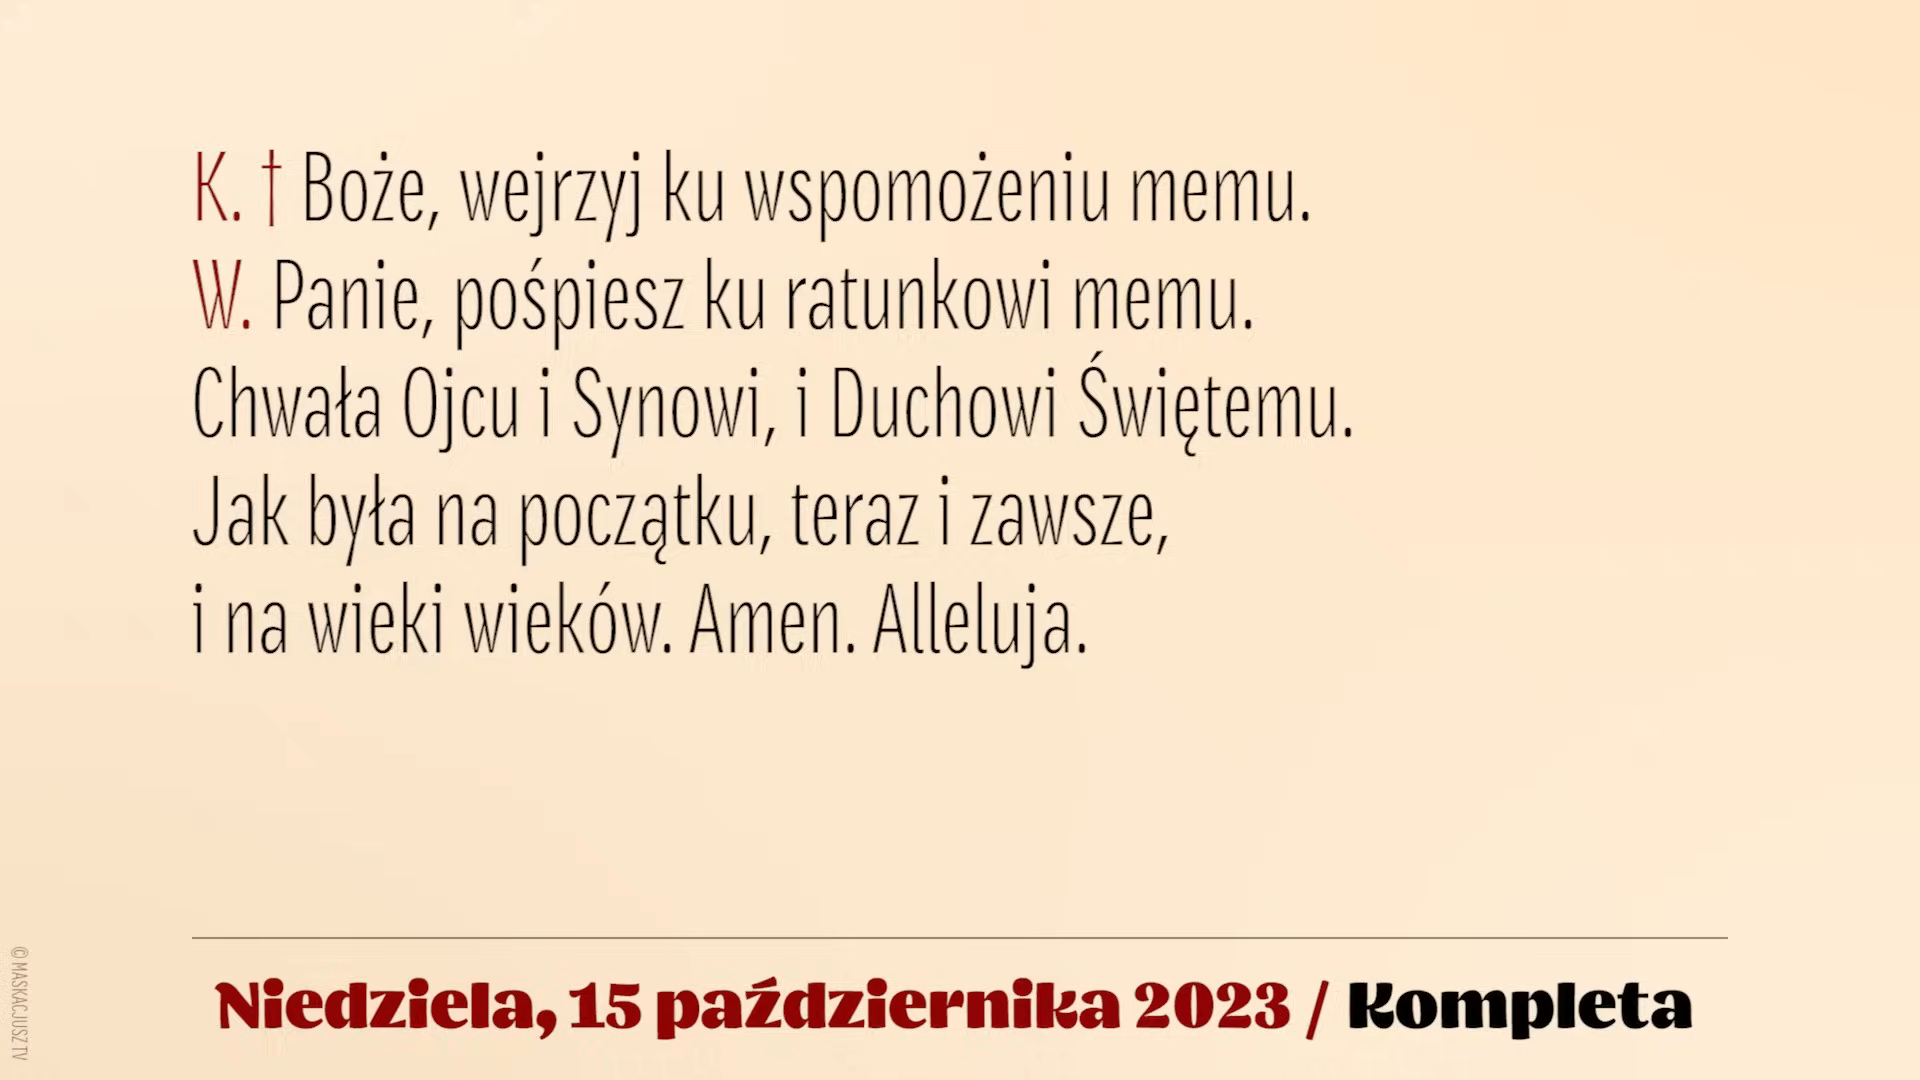 K. † Boże, wejrzyj ku wspomożeniu memu.
W. Panie, pośpiesz ku ratunkowi memu.
Chwała Ojcu i Synowi, i Duchowi Świętemu.
Jak była na początku, teraz i zawsze,
i na wieki wieków. Amen. Alleluja.
Niedziela, 15 października 2023 / Kompleta
© MASKACJUSZ TV